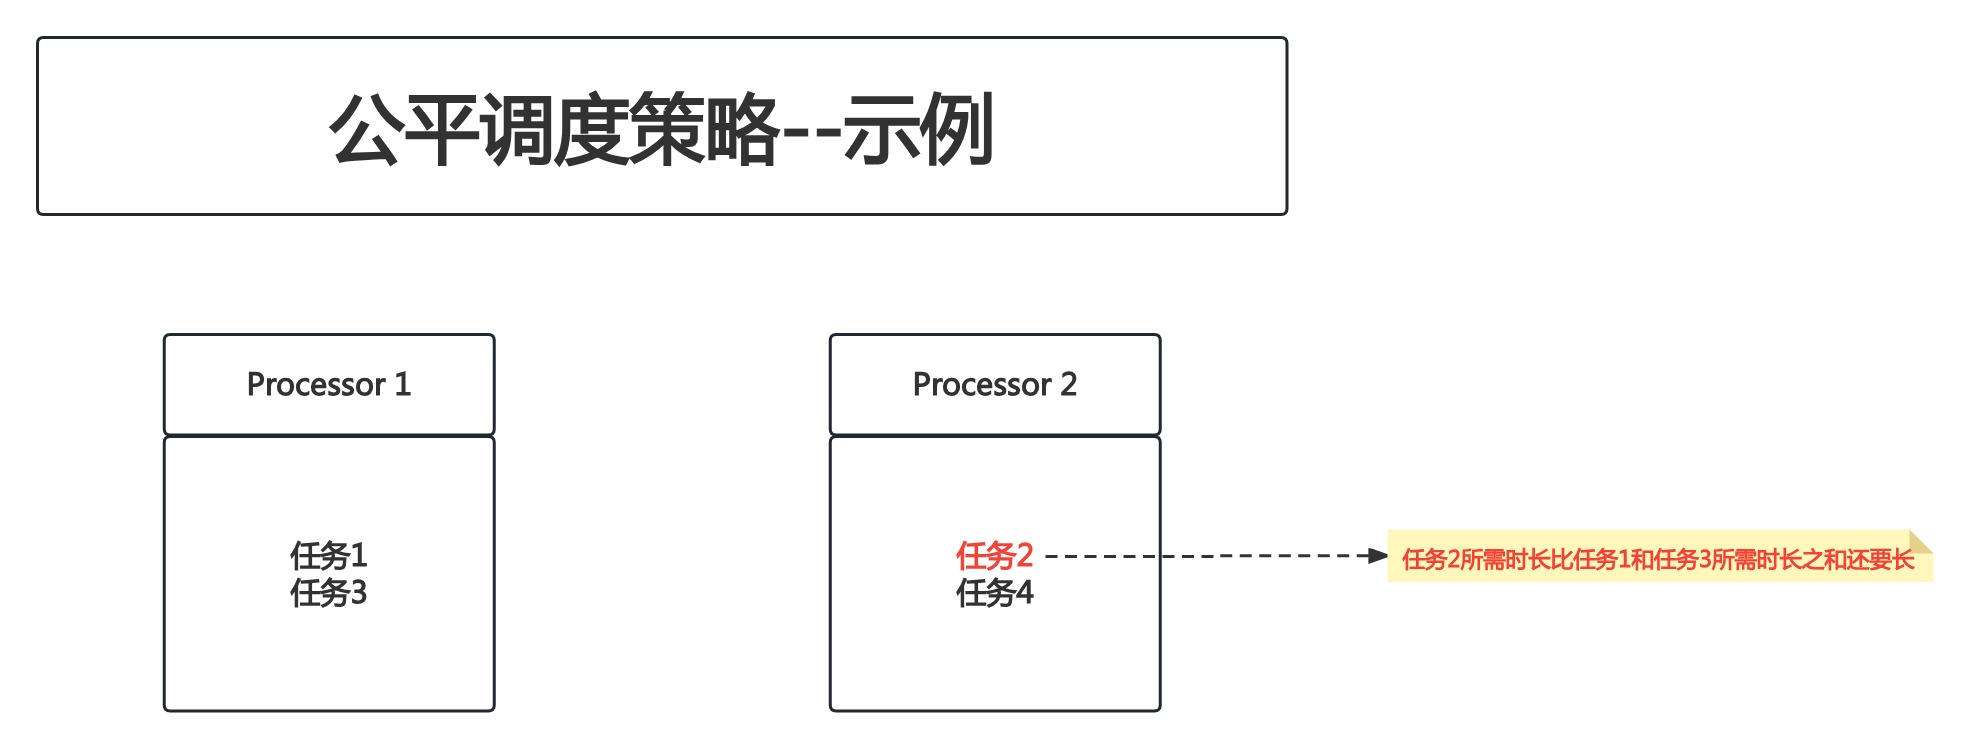 公平调度策略--示例
Processor 1
Processor 2
任务1
任务3
任务2
任务4
任务2所需时长比任务1和任务3所需时长之和还要长